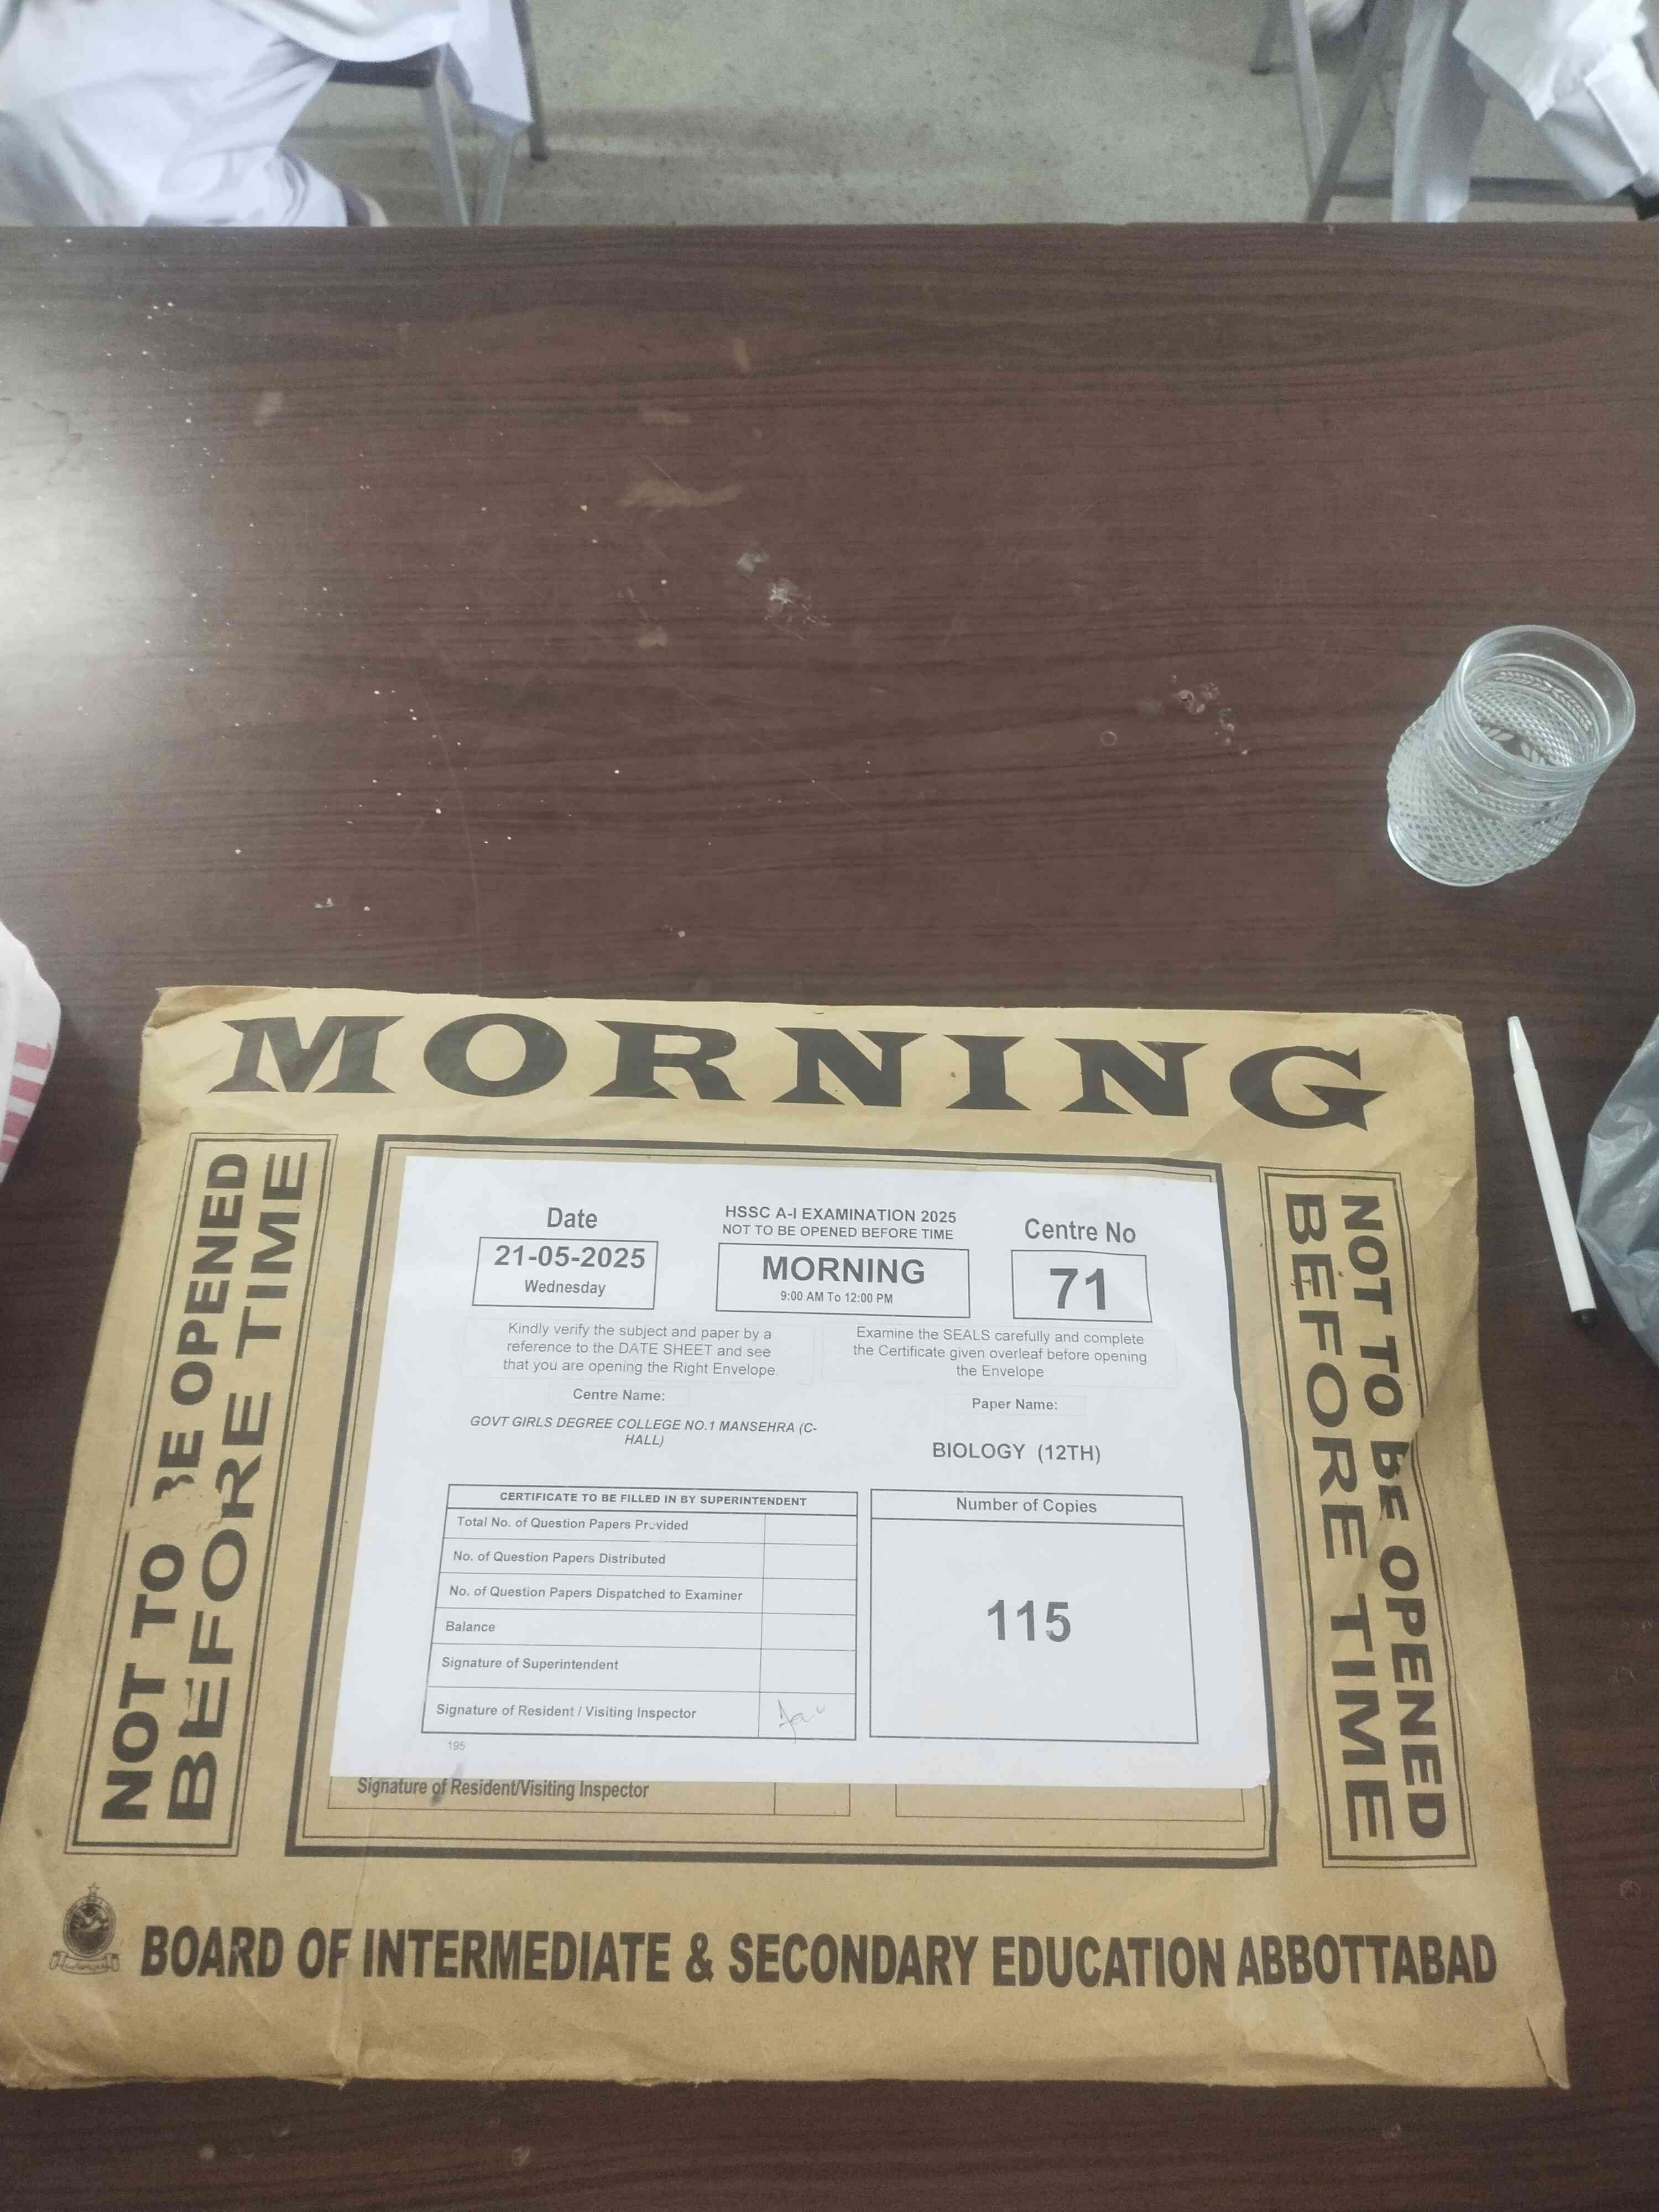 MORNING
NOT TO BE OPENED
BEFORE TIME
NOT TO BE OPENED
BEFORE TIME
Date
21-05-2025
Wednesday
HSSC A-I EXAMINATION 2025
NOT TO BE OPENED BEFORE TIME
MORNING
9:00 AM To 12:00 PM
Centre No
71
Kindly verify the subject and paper by a
reference to the DATE SHEET and see
that you are opening the Right Envelope
Examine the SEALS carefully and complete
the Certificate given overleaf before opening
the Envelope
Centre Name:
GOVT GIRLS DEGREE COLLEGE NO.1 MANSEHRA (C-
HALL)
Paper Name:
BIOLOGY (12TH)
CERTIFICATE TO BE FILLED IN BY SUPERINTENDENT
Total No. of Question Papers Provided
No. of Question Papers Distributed
No. of Question Papers Dispatched to Examiner
Balance
Signature of Superintendent
Signature of Resident / Visiting Inspector
Number of Copies
115
195
Signature of Resident/Visiting Inspector
BOARD OF INTERMEDIATE & SECONDARY EDUCATION ABBOTTABAD